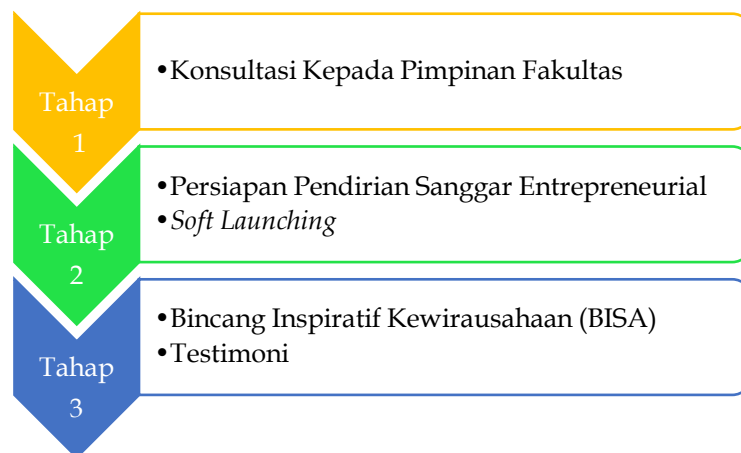 Tahap
1
•Konsultasi Kepada Pimpinan Fakultas
Tahap
2
•Persiapan Pendirian Sanggar Entrepreneurial
•Soft Launching
Tahap
3
•Bincang Inspiratif Kewirausahaan (BISA)
•Testimoni